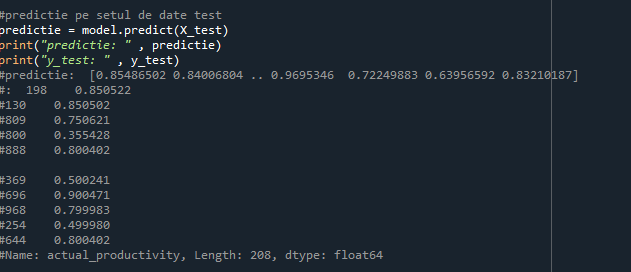 #predictie pe setul de date test
predictie = model.predict(X_test)
print("predictie: " , predictie)
print("y_test: " , y_test)
#predictie:  [0.85486502 0.84006804 .. 0.9695346  0.72249883 0.63956592 0.83210187]
#:  198    0.850522
#130    0.850502
#809    0.750621
#800    0.355428
#888    0.800402
#369    0.500241
#696    0.900471
#968    0.799983
#254    0.499980
#644    0.800402
#Name: actual_productivity, Length: 208, dtype: float64